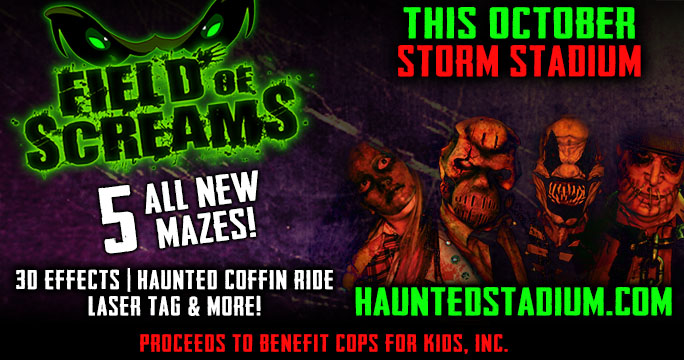 FIELD OF
SCREAMS
5 ALL NEW
MAZES!
3D EFFECTS | HAUNTED COFFIN RIDE
LASER TAG & MORE!
THIS OCTOBER
STORM STADIUM
HAUNTEDSTADIUM.COM
PROCEEDS TO BENEFIT COPS FOR KIDS, INC.